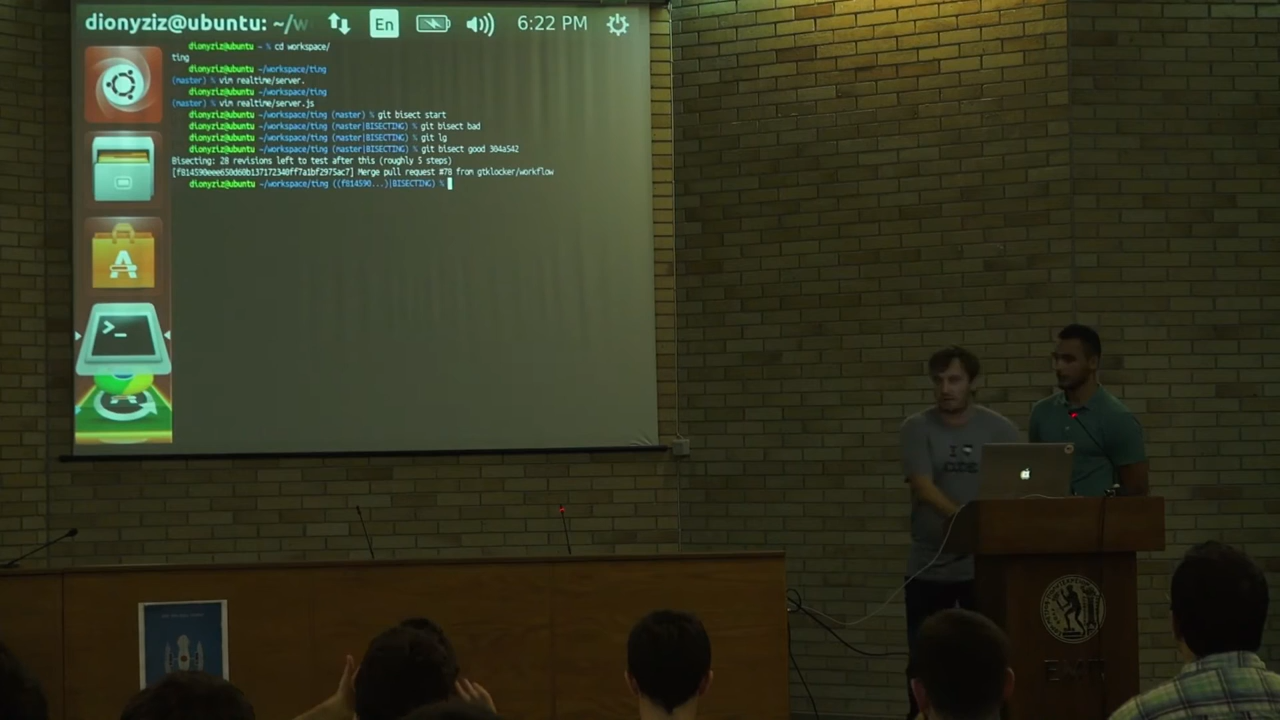 dionyziz@ubuntu: ~/w
En
6:22 PM
dionyziz@ubuntu ~ % cd workspace/
ting
dionyziz@ubuntu ~/workspace/ting
(master) % vim realtime/server.
dionyziz@ubuntu ~/workspace/ting
(master) % vim realtime/server.js
dionyziz@ubuntu ~/workspace/ting (master) % git bisect start
dionyziz@ubuntu ~/workspace/ting (master|BISECTING) % git bisect bad
dionyziz@ubuntu ~/workspace/ting (master|BISECTING) % git lg
dionyziz@ubuntu ~/workspace/ting (master|BISECTING) % git bisect good 304a542
Bisecting: 28 revisions left to test after this (roughly 5 steps)
[f814590eee650d60b137172340ff7a1bf2975ac7] Merge pull request #78 from gtklocker/workflow
dionyziz@ubuntu ~/workspace/ting ((f814590...)|BISECTING) %
I